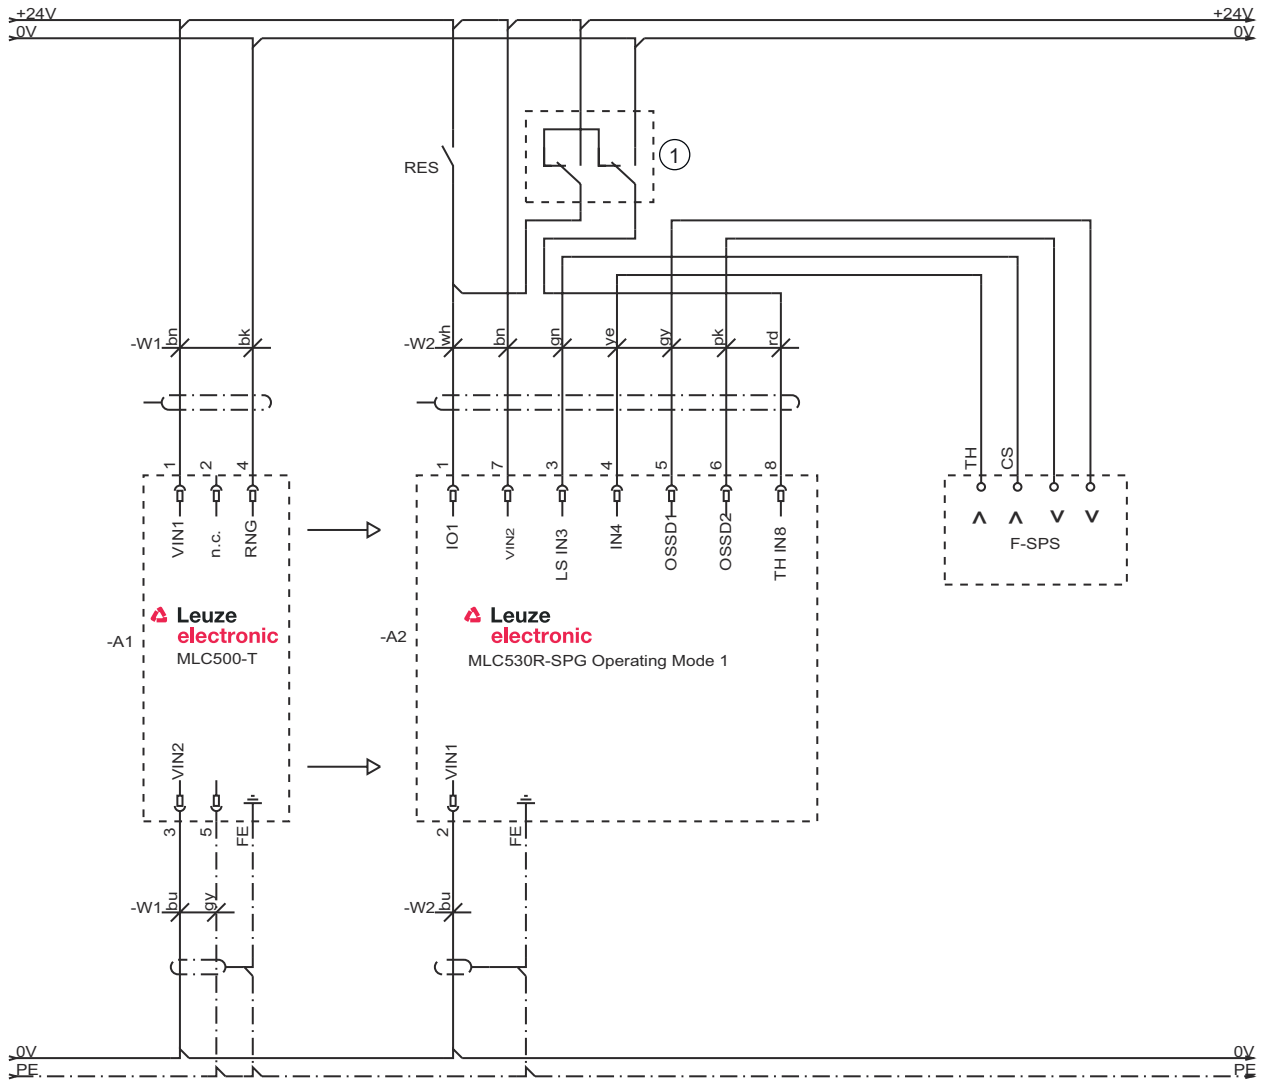 +24V +24V
0V 0V
1
RES
-W1 bn bk -W2 wh bn gn ye gy pk rd
1 2 4 1 7 3 4 5 6 8 TH CS
VIN1 n.c. RNG IO1 VIN2 LS IN3 IN4 OSSD1 OSSD2 TH IN8
F-SPS
Leuze Leuze
electronic electronic
-A1 -A2
MLC500-T MLC530R-SPG Operating Mode 1
VIN2 VIN1
3 5 FE 2 FE
-W1 bu gy -W2 bu
0V 0V
PE PE